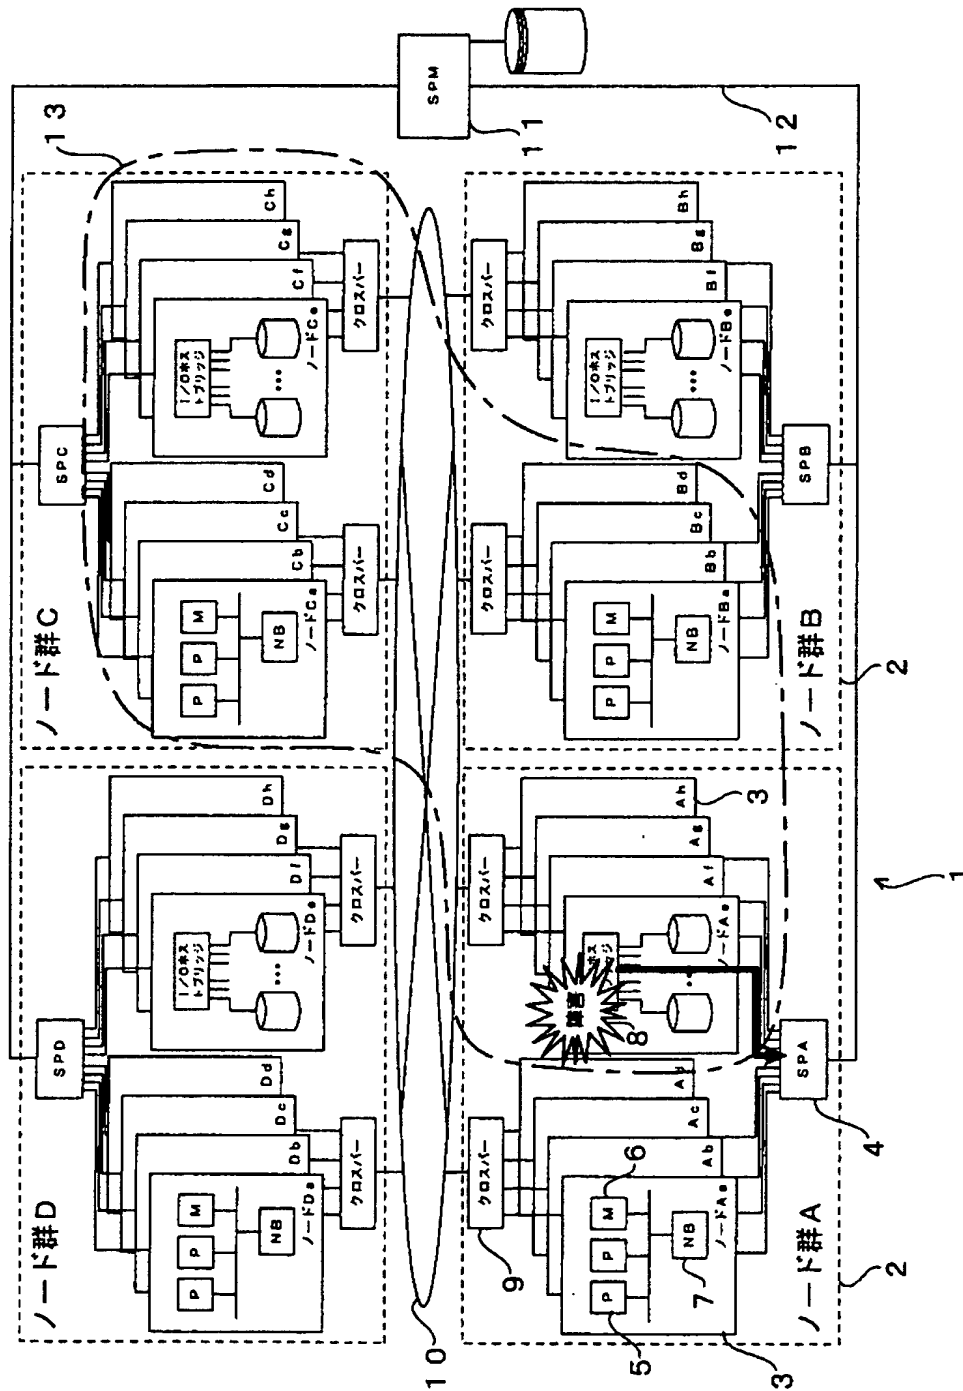 ノード群D
SPD
P
P
M
NB
ノードDa
Db
Dc
Dd
I/Oホス
トブリッジ
ノードDe
Df
Dg
Dh
クロスバー
クロスバー
ノード群C
SPC
P
P
M
NB
ノードCa
Cb
Cc
Cd
I/Oホス
トブリッジ
ノードCe
Cf
Cg
Ch
クロスバー
クロスバー
13
SPM
11
12
10
ノード群A
クロスバー
9
クロスバー
P
P
M
NB
5
6
7
ノードAa
Ab
Ac
Ad
3
障害
8
ホス
ノードAe
Af
Ag
Ah
3
SPA
4
2
1
ノード群B
クロスバー
クロスバー
P
P
M
NB
ノードBa
Bb
Bc
Bd
I/Oホス
トブリッジ
ノードBe
Bf
Bg
Bh
SPB
2